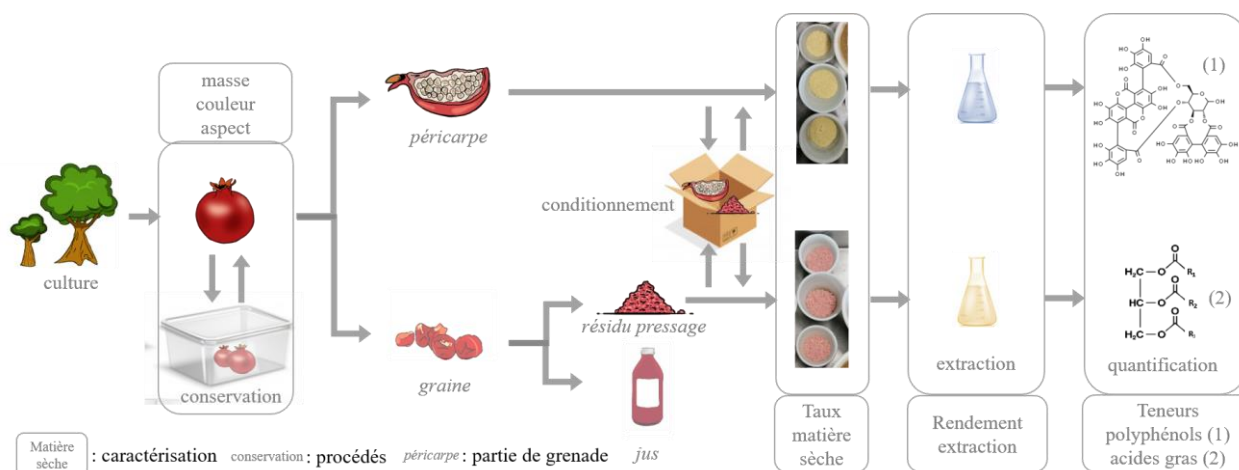 masse
couleur
aspect
culture
conservation
péricarpe
graine
conditionnement
résidu pressage
jus
Taux
matière
sèche
extraction
Rendement
extraction
(1)
(2)
quantification
Teneurs
polyphénols (1)
acides gras (2)
Matière
sèche
: caractérisation
conservation : procédés
péricarpe : partie de grenade